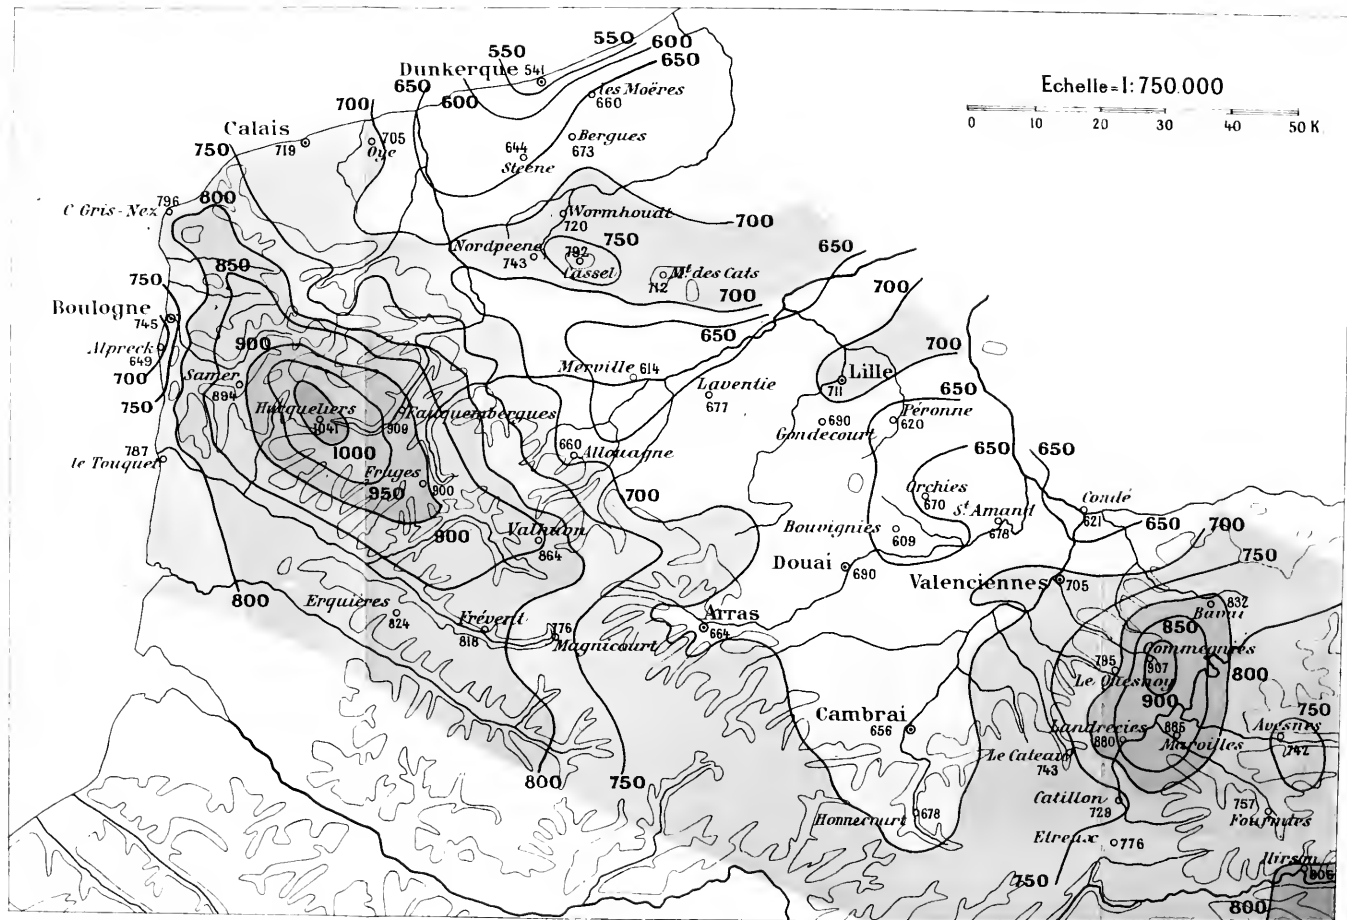 550
550
600
650
Dunkerque 541
650
600
les Moëres
660
Echelle=1:750.000
0 10 20 30 40 50 K.
700
Calais
719
705
Oye
Bergues
673
644
Steene
750
796
C Gris-Nez
800
Wormhoudt
720
700
Nordpeene
743
750
792
Cassel
Mt des Cats
712
650
850
750
700
700
Boulogne
745
650
Alpreck
649
900
700
700
Samer
894
Merville 614
Lille
711
Laventie
677
650
750
Hucqueliers
1041
Fauquembergues
909
690
Gondecourt
Péronne
620
1000
660
Allouagne
650
650
787
le Touquet
Fruges
900
950
700
Orchies
670
Condé
621
St Amand
678
Valhuon
864
900
Bouvignies
609
650
700
750
Douai 690
Valenciennes 705
800
Erquières
824
Frévent
818
776
Magnicourt
Arras
664
832
Bavai
850
Gommegnies
907
795
Le Quesnoy
800
900
750
Cambrai
656
Landrecies
880
886
Maroilles
Avesnes
742
Le Cateau
743
800
750
Catillon
729
757
Fourmies
Honnecourt 678
Etreux 776
Hirson
806
750
800